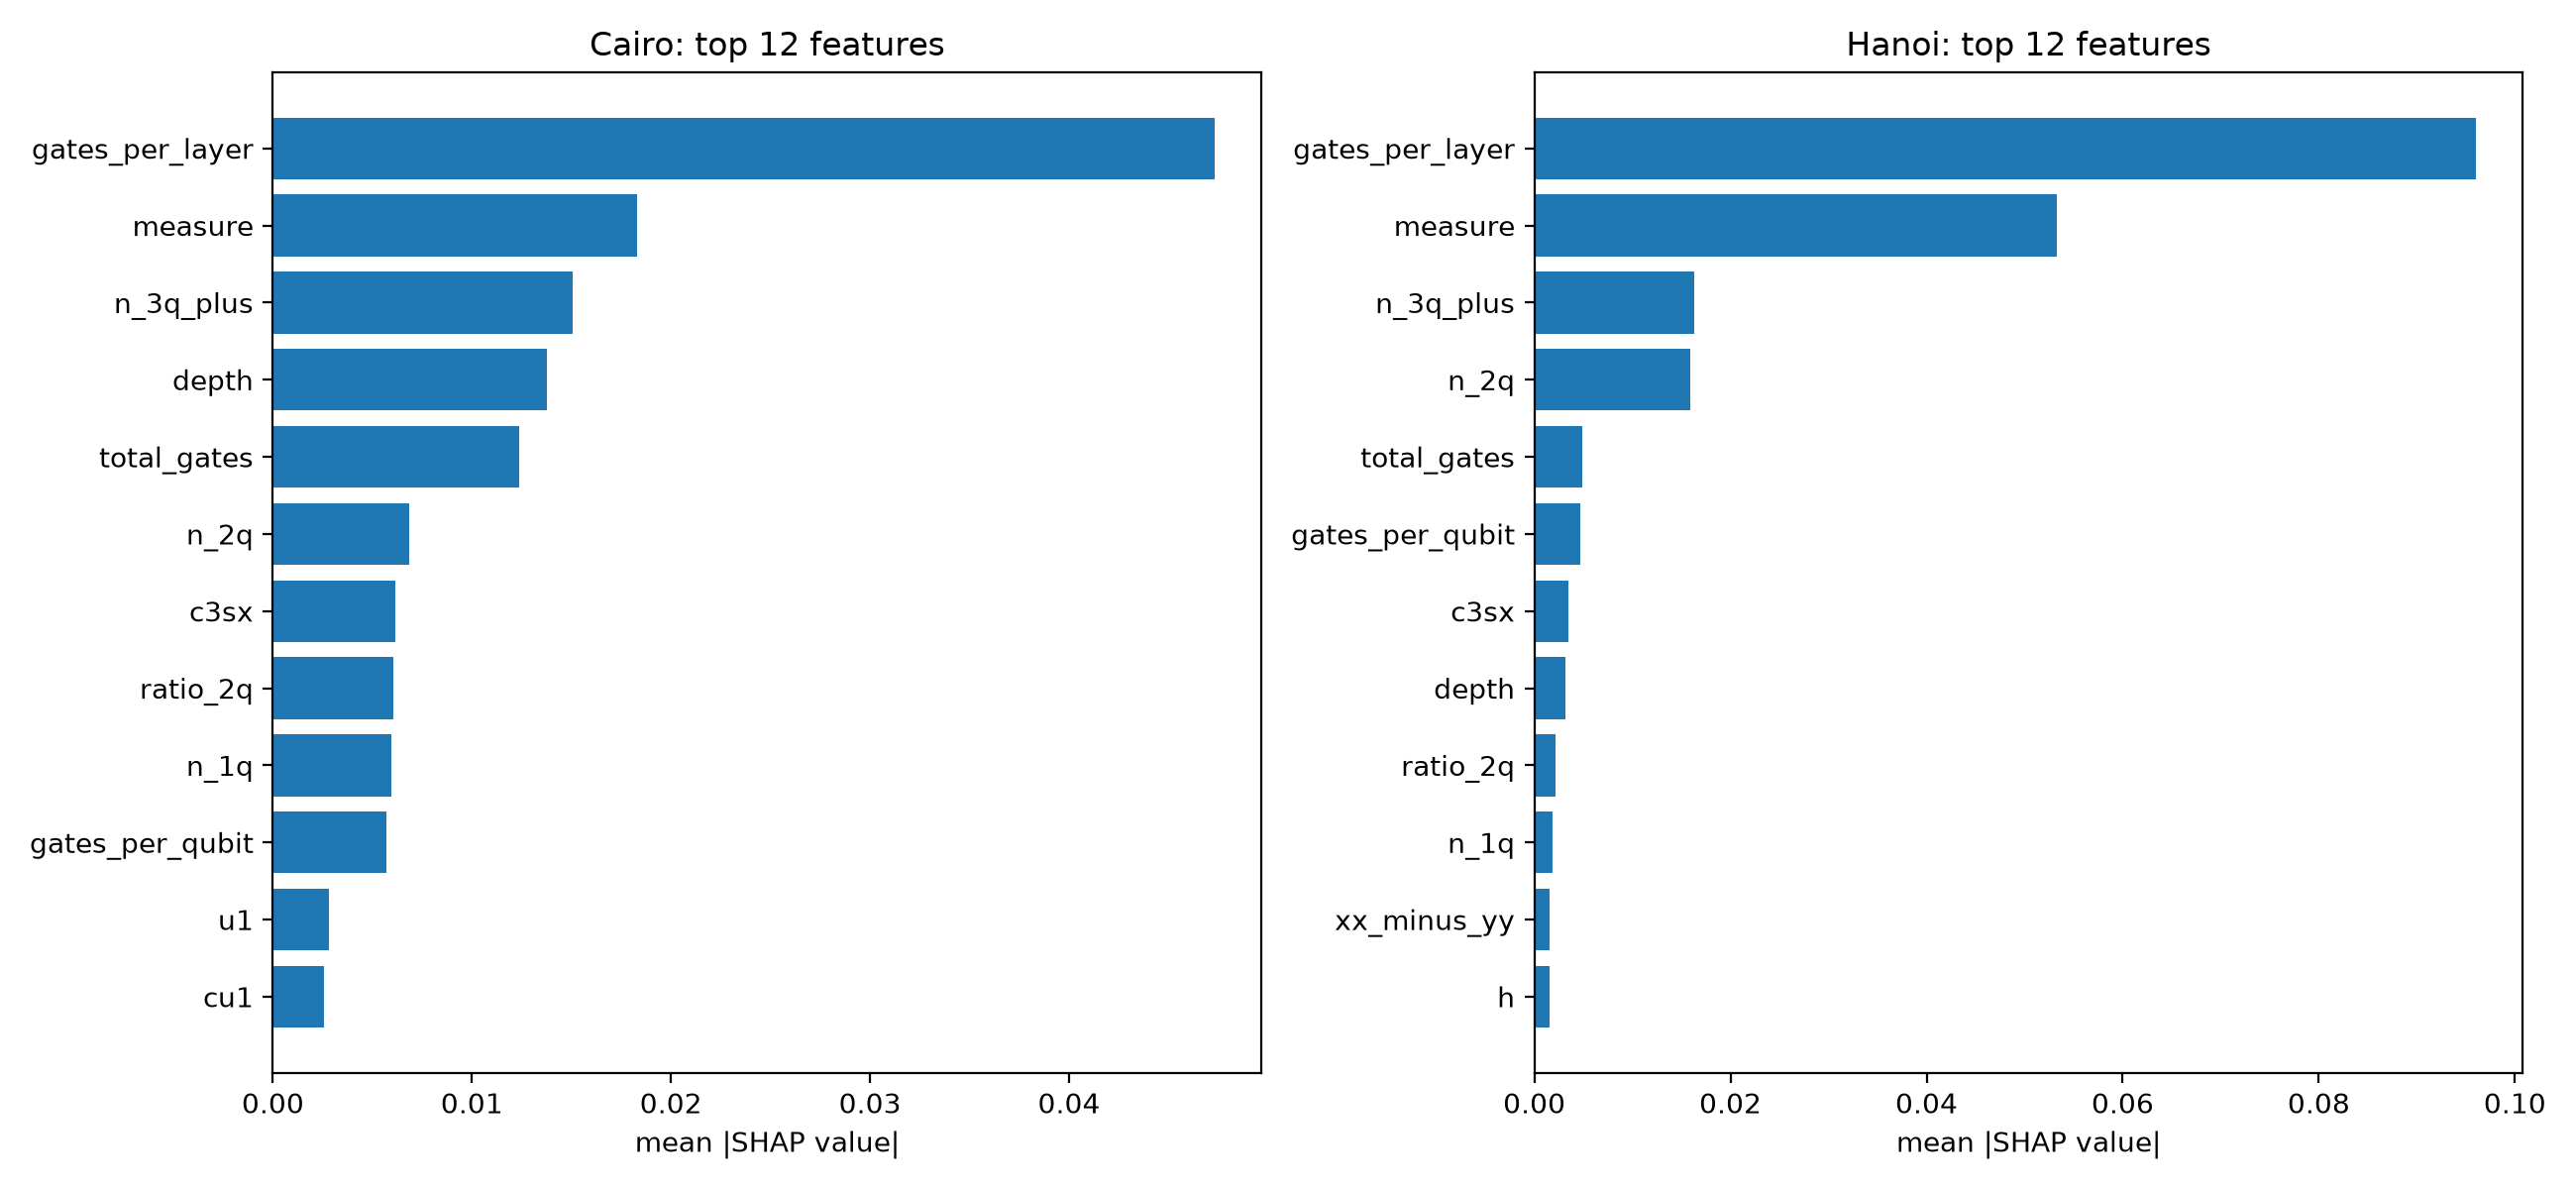 Cairo: top 12 features
gates_per_layer
measure
n_3q_plus
depth
total_gates
n_2q
c3sx
ratio_2q
n_1q
gates_per_qubit
u1
cu1
0.00 0.01 0.02 0.03 0.04
mean |SHAP value|
Hanoi: top 12 features
gates_per_layer
measure
n_3q_plus
n_2q
total_gates
gates_per_qubit
c3sx
depth
ratio_2q
n_1q
xx_minus_yy
h
0.00 0.02 0.04 0.06 0.08 0.10
mean |SHAP value|